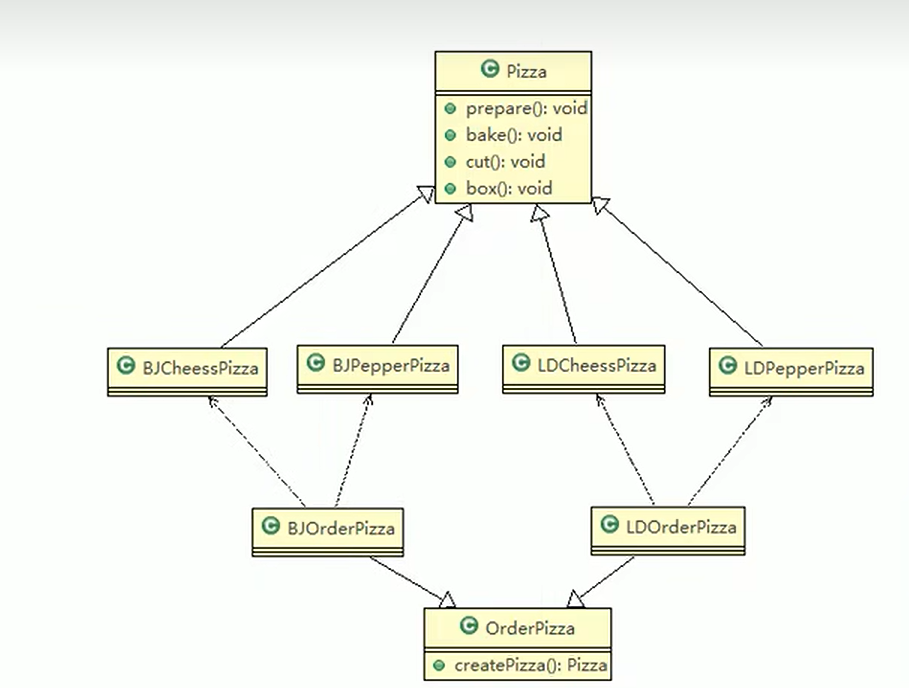 Pizza
prepare(): void
bake(): void
cut(): void
box(): void
BJCheessPizza
BJPepperPizza
LDCheessPizza
LDPepperPizza
BJOrderPizza
LDOrderPizza
OrderPizza
createPizza(): Pizza